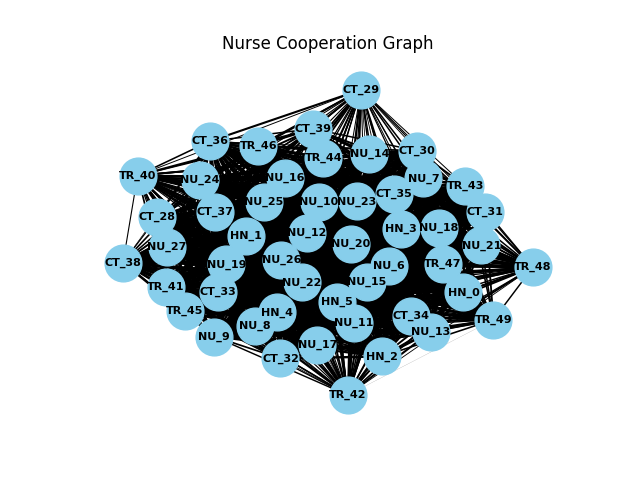 Nurse Cooperation Graph
CT_29
CT_39
CT_36
TR_46
TR_44
NU_14
CT_30
TR_40
NU_24
NU_16
NU_7
TR_43
CT_35
NU_25
NU_10
NU_23
CT_28
CT_37
CT_31
HN_1
NU_12
HN_3
NU_18
NU_27
NU_20
NU_21
CT_38
NU_19
NU_26
NU_6
TR_47
TR_48
TR_41
CT_33
NU_22
NU_15
HN_0
TR_45
HN_4
HN_5
NU_8
NU_11
CT_34
TR_49
NU_9
NU_13
CT_32
NU_17
HN_2
TR_42